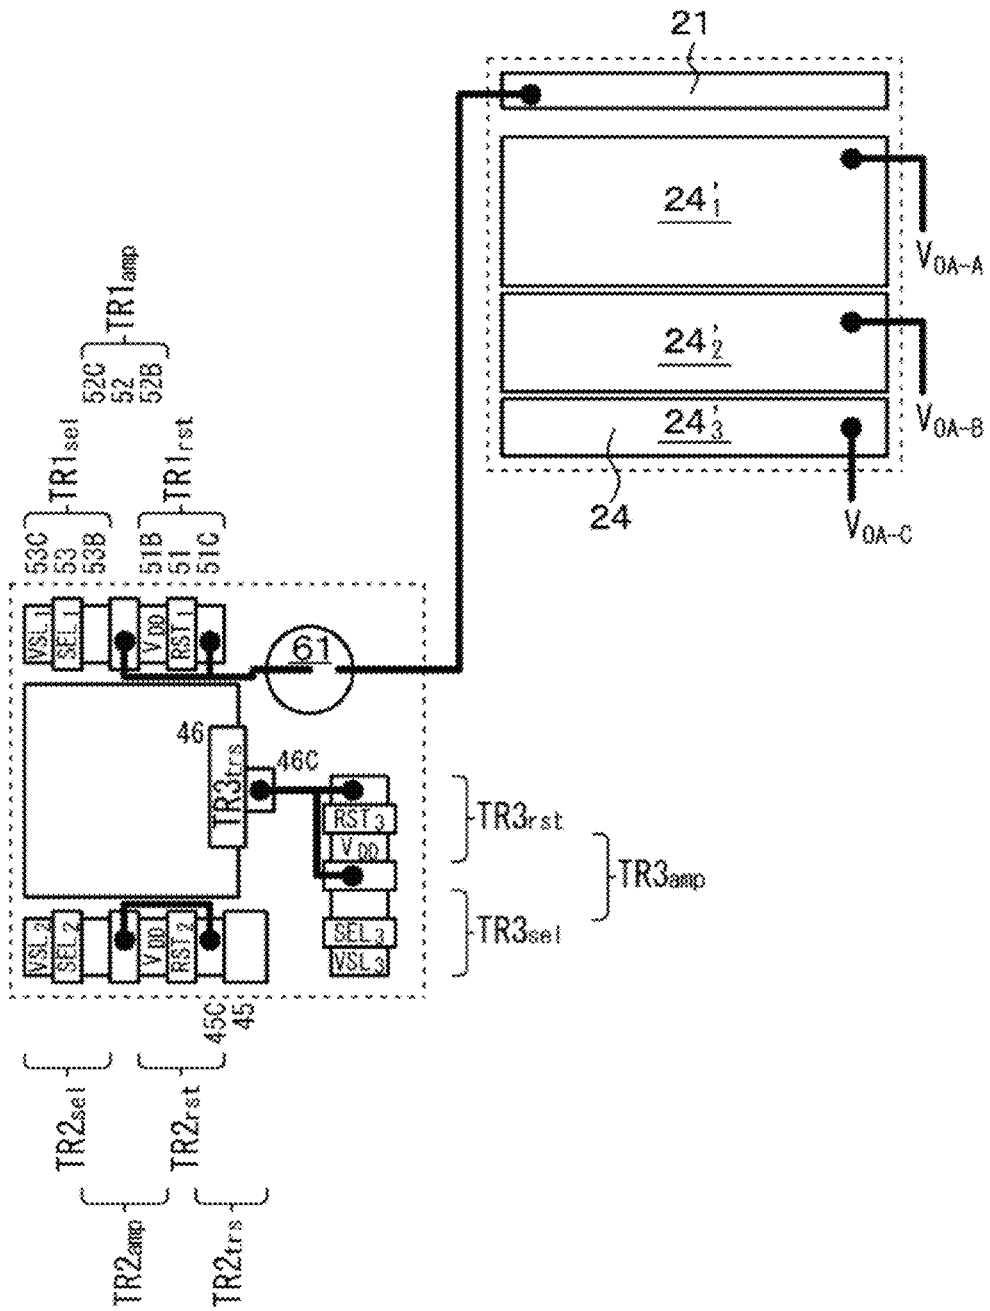 21
24'1
VOA-A
24'2
VOA-B
24'3
24
VOA-C
TR1amp
52C
52
52B
TR1sel
TR1rst
53C
53
53B
51B
51
51C
VSL1
SEL1
VDD
RST1
61
46
TR3trs
46C
RST3
VDD
SEL3
VSL3
TR3rst
TR3amp
TR3sel
VSL2
SEL2
VDD
RST2
45C
45
TR2sel
TR2rst
TR2amp
TR2trs